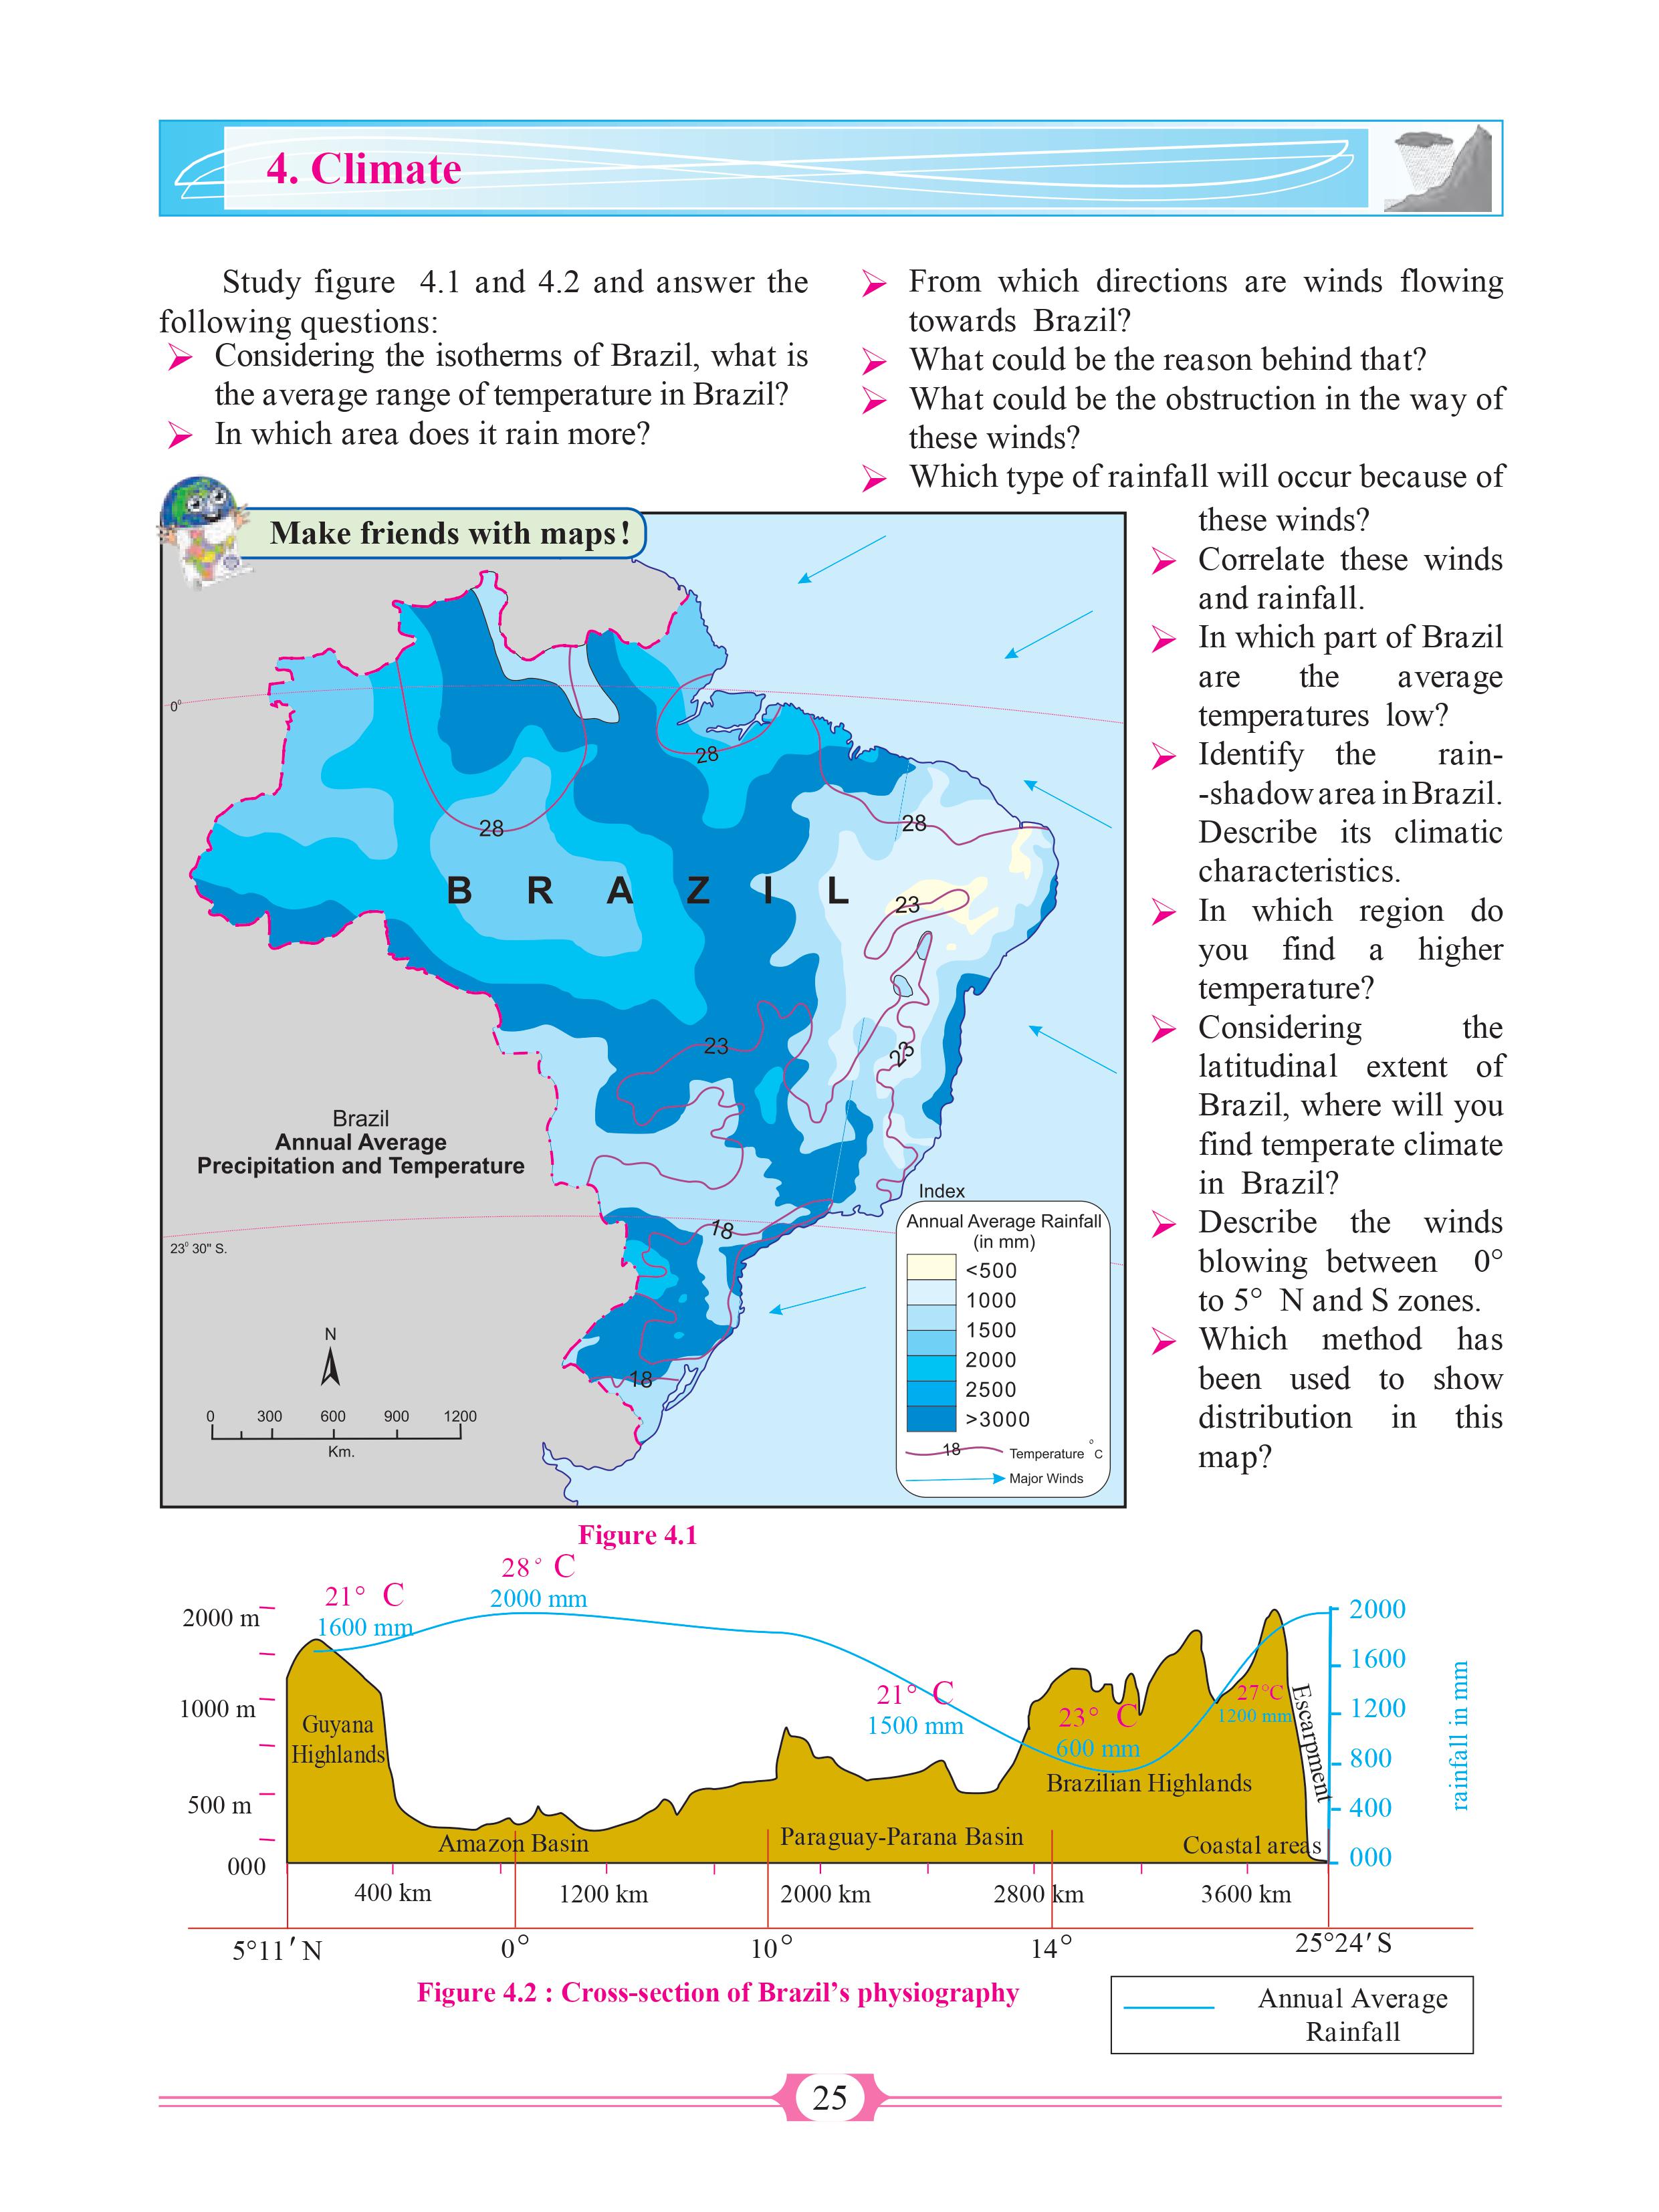 4. Climate
Study figure 4.1 and 4.2 and answer the
following questions:
Considering the isotherms of Brazil, what is
the average range of temperature in Brazil?
In which area does it rain more?
From which directions are winds flowing
towards Brazil?
What could be the reason behind that?
What could be the obstruction in the way of
these winds?
Which type of rainfall will occur because of
these winds?
Correlate these winds
and rainfall.
In which part of Brazil
are the average
temperatures low?
Identify the rain-
-shadow area in Brazil.
Describe its climatic
characteristics.
In which region do
you find a higher
temperature?
Considering the
latitudinal extent of
Brazil, where will you
find temperate climate
in Brazil?
Describe the winds
blowing between 0°
to 5° N and S zones.
Which method has
been used to show
distribution in this
map?
Make friends with maps!
0°
28
28
28
B R A Z I L
23
23
23
Brazil
Annual Average
Precipitation and Temperature
18
23° 30" S.
18
N
0 300 600 900 1200
Km.
Index
Annual Average Rainfall
(in mm)
<500
1000
1500
2000
2500
>3000
18 Temperature °C
Major Winds
Figure 4.1
28° C
2000 mm
21° C
1600 mm
21° C
1500 mm
23° C
600 mm
27°C
1200 mm
2000 m
1000 m
500 m
000
Guyana
Highlands
Amazon Basin
Paraguay-Parana Basin
Brazilian Highlands
Coastal areas
Escarpment
2000
1600
1200
800
400
000
rainfall in mm
400 km 1200 km 2000 km 2800 km 3600 km
5°11′N 0° 10° 14° 25°24′S
Figure 4.2 : Cross-section of Brazil’s physiography
Annual Average
Rainfall
25